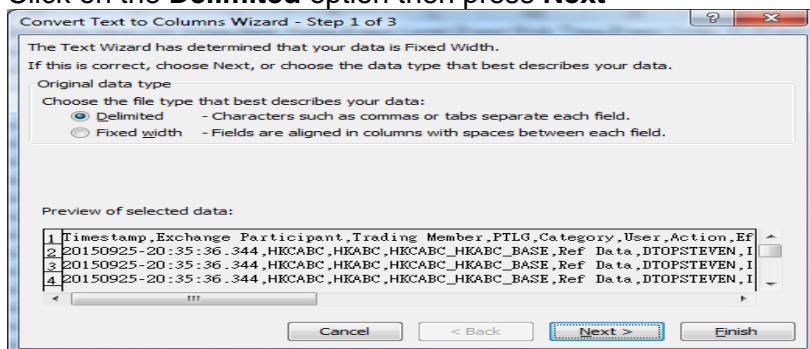 Click on the Delimited option then press Next
Convert Text to Columns Wizard - Step 1 of 3
The Text Wizard has determined that your data is Fixed Width.
If this is correct, choose Next, or choose the data type that best describes your data.
Original data type
Choose the file type that best describes your data:
Delimited - Characters such as commas or tabs separate each field.
Fixed width - Fields are aligned in columns with spaces between each field.
Preview of selected data:
1 Timestamp,Exchange Participant,Trading Member,PTLG,Category,User,Action,Ef
2 20150925-20:35:36.344,HKCABC,HKABC,HKCABC_HKABC_BASE,Ref Data,DTOPSTEVEN,I
3 20150925-20:35:36.344,HKCABC,HKABC,HKCABC_HKABC_BASE,Ref Data,DTOPSTEVEN,I
4 20150925-20:35:36.344,HKCABC,HKABC,HKCABC_HKABC_BASE,Ref Data,DTOPSTEVEN,I
Cancel < Back Next > Finish